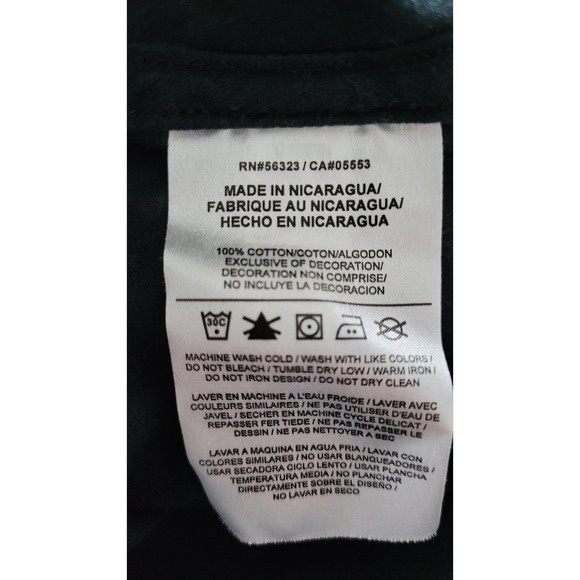 RN#56323 / CA#05553
MADE IN NICARAGUA/
FABRIQUE AU NICARAGUA/
HECHO EN NICARAGUA
100% COTTON/COTON/ALGODON
EXCLUSIVE OF DECORATION/
DECORATION NON COMPRISE/
NO INCLUYE LA DECORACION
30C
MACHINE WASH COLD / WASH WITH LIKE COLORS /
DO NOT BLEACH / TUMBLE DRY LOW / WARM IRON /
DO NOT IRON DESIGN / DO NOT DRY CLEAN
LAVER EN MACHINE A L'EAU FROIDE / LAVER AVEC
COULEURS SIMILAIRES / NE PAS UTILISER D'EAU DE
JAVEL / SECHER EN MACHINE CYCLE DELICAT /
REPASSER FER TIEDE / NE PAS REPASSER LE
DESSIN / NE PAS NETTOYER A SEC
LAVAR A MAQUINA EN AGUA FRIA / LAVAR CON
COLORES SIMILARES / NO USAR BLANQUEADORES /
USAR SECADORA CICLO LENTO / USAR PLANCHA
TEMPERATURA MEDIA / NO PLANCHAR
DIRECTAMENTE SOBRE EL DISEÑO /
NO LAVAR EN SECO